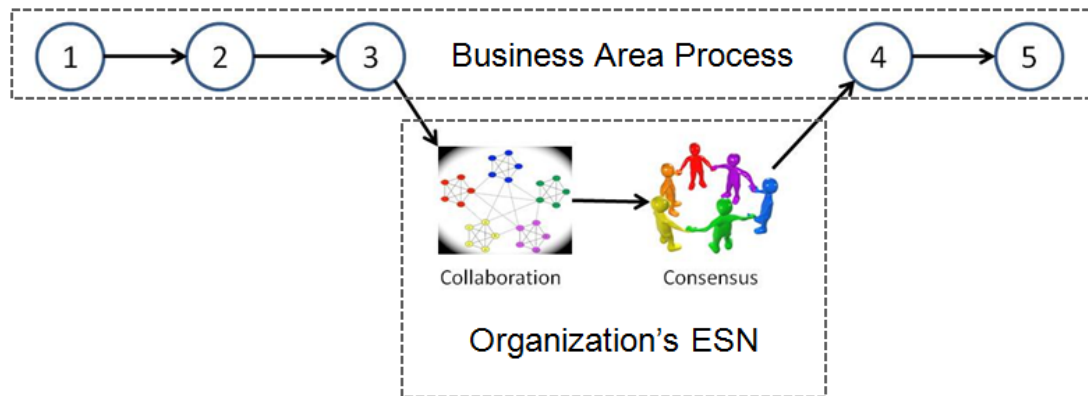 1 2 3 Business Area Process 4 5
Collaboration Consensus
Organization's ESN